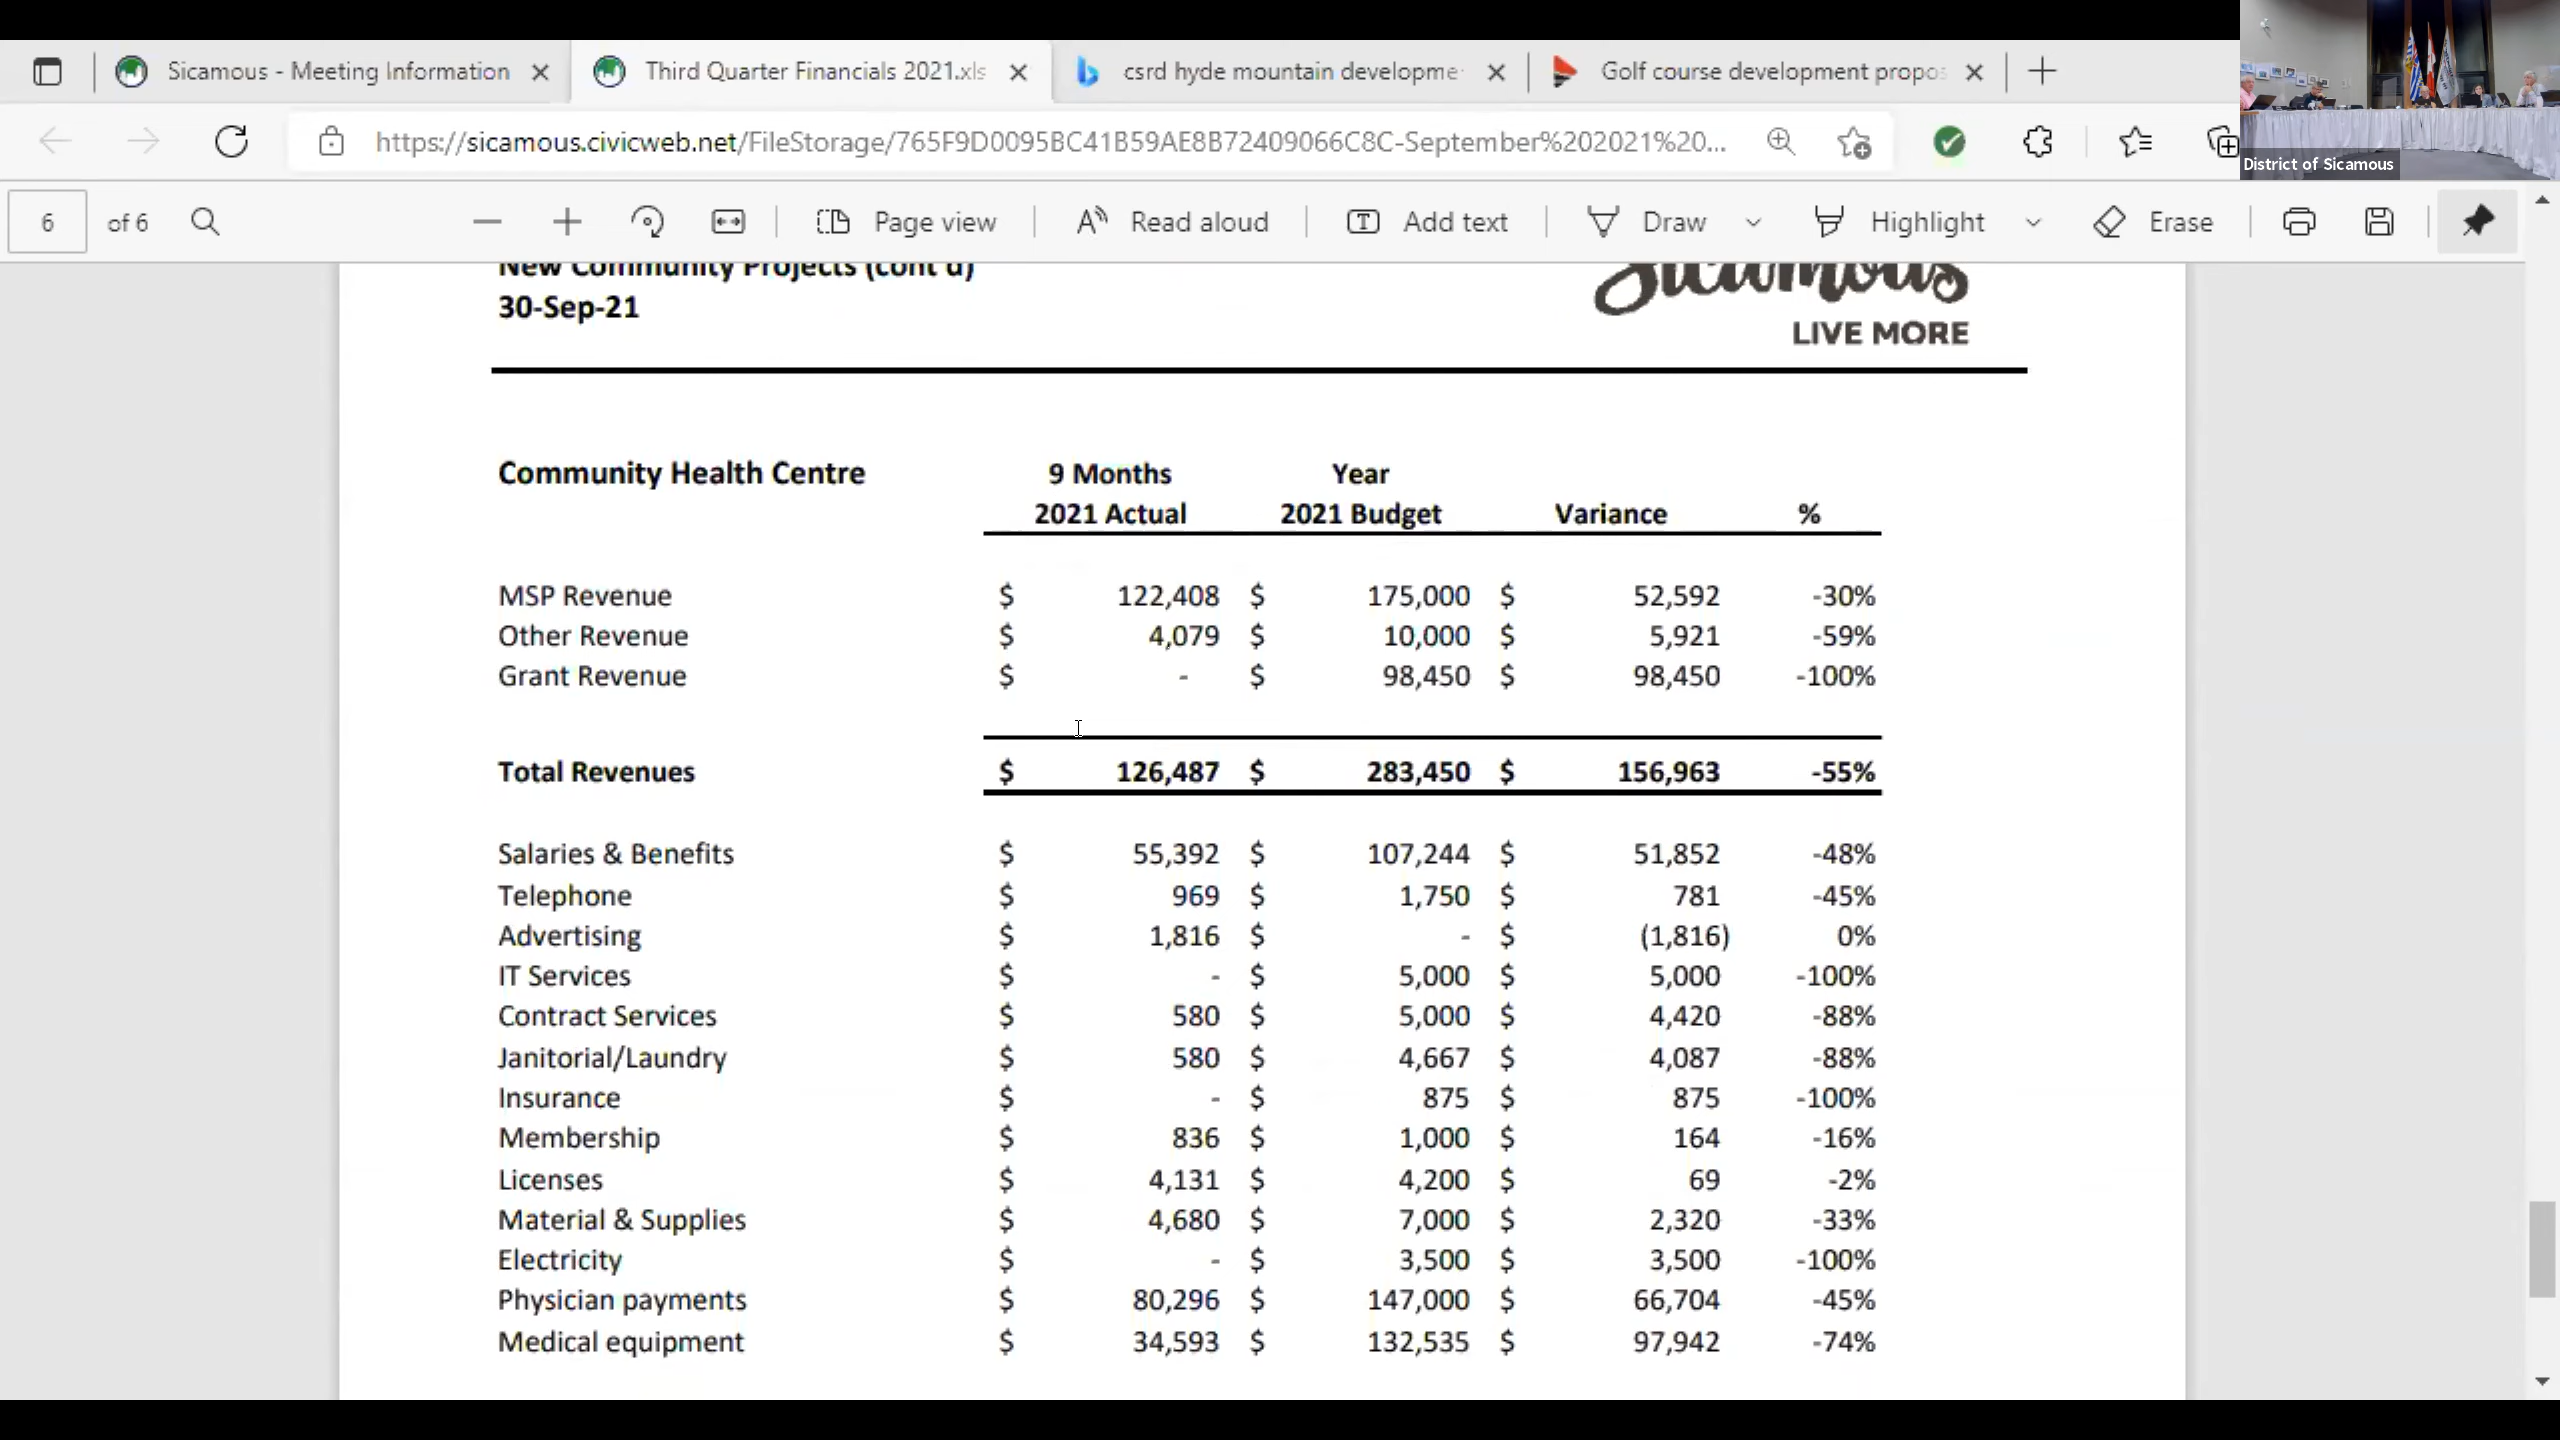 Sicamous - Meeting Information
Third Quarter Financials 2021.xls
csrd hyde mountain developme
Golf course development propos
https://sicamous.civicweb.net/FileStorage/765F9D0095BC41B59AE8B72409066C8C-September%202021%20...
District of Sicamous
6 of 6 Page view Read aloud Add text Draw Highlight Erase
New Community Projects (cont'd)
30-Sep-21
Sicamous
LIVE MORE
Community Health Centre 9 Months Year
2021 Actual 2021 Budget Variance %
MSP Revenue $ 122,408 $ 175,000 $ 52,592 -30%
Other Revenue $ 4,079 $ 10,000 $ 5,921 -59%
Grant Revenue $ - $ 98,450 $ 98,450 -100%
Total Revenues $ 126,487 $ 283,450 $ 156,963 -55%
Salaries & Benefits $ 55,392 $ 107,244 $ 51,852 -48%
Telephone $ 969 $ 1,750 $ 781 -45%
Advertising $ 1,816 $ - $ (1,816) 0%
IT Services $ - $ 5,000 $ 5,000 -100%
Contract Services $ 580 $ 5,000 $ 4,420 -88%
Janitorial/Laundry $ 580 $ 4,667 $ 4,087 -88%
Insurance $ - $ 875 $ 875 -100%
Membership $ 836 $ 1,000 $ 164 -16%
Licenses $ 4,131 $ 4,200 $ 69 -2%
Material & Supplies $ 4,680 $ 7,000 $ 2,320 -33%
Electricity $ - $ 3,500 $ 3,500 -100%
Physician payments $ 80,296 $ 147,000 $ 66,704 -45%
Medical equipment $ 34,593 $ 132,535 $ 97,942 -74%